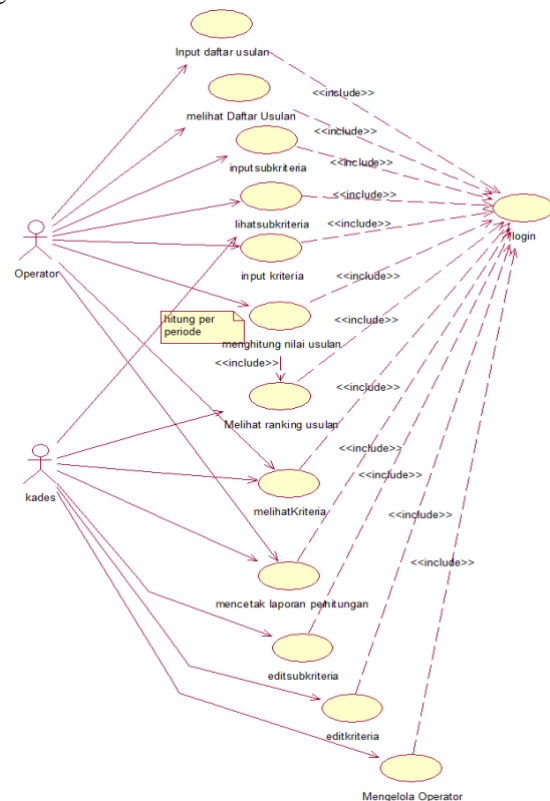 Input daftar usulan
<<include>>
melihat Daftar Usulan
<<include>>
inputsubkriteria
<<include>>
lihatsubkriteria
<<include>>
login
<<include>>
input kriteria
Operator
<<include>>
hitung per
periode
menghitung nilai usulan
<<include>>
<<include>>
Melihat ranking usulan
<<include>>
kades
<<include>>
melihatKriteria
<<include>>
<<include>>
<<include>>
mencetak laporan perhitungan
editsubkriteria
editkriteria
Mengelola Operator